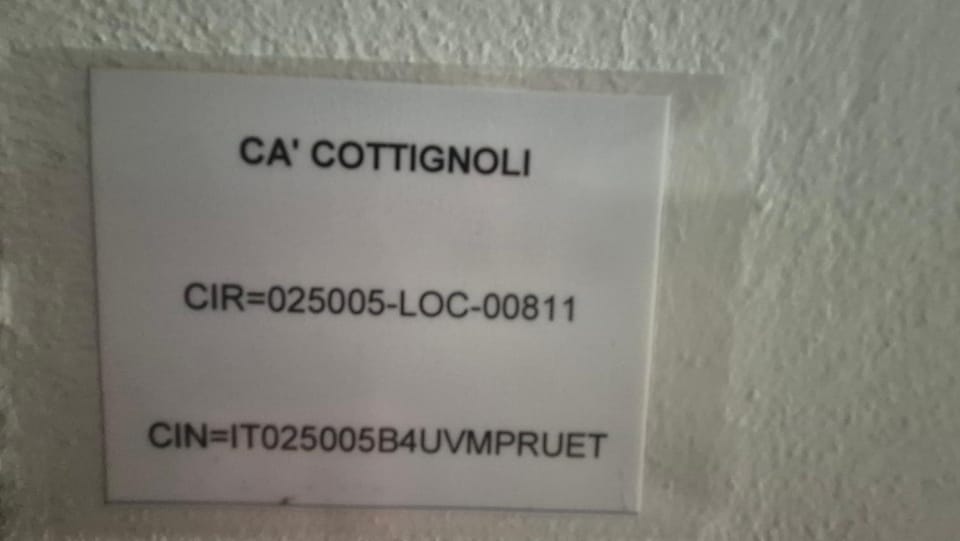 CA' COTTIGNOLI
CIR=025005-LOC-00811
CIN=IT025005B4UVMPRUET